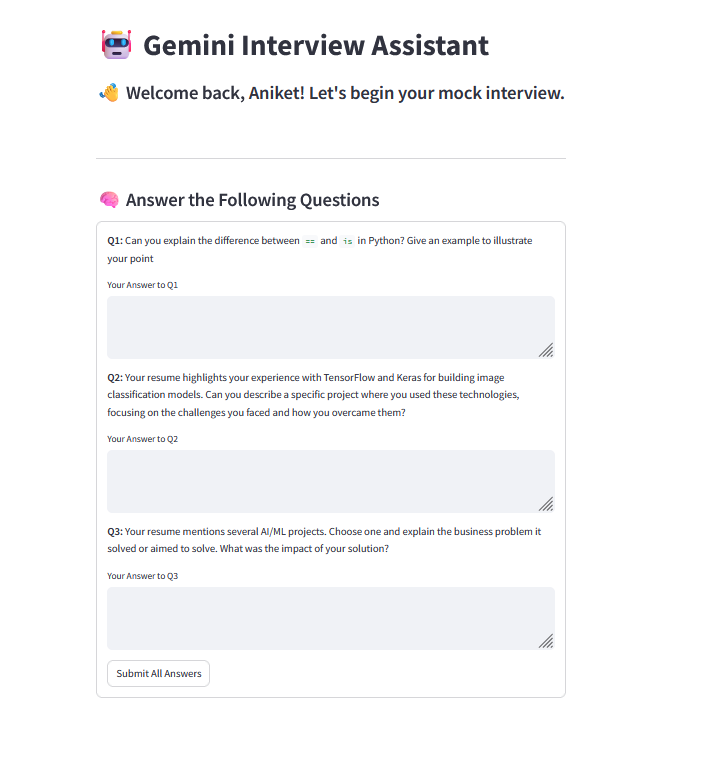 Gemini Interview Assistant
Welcome back, Aniket! Let's begin your mock interview.
Answer the Following Questions
Q1: Can you explain the difference between == and is in Python? Give an example to illustrate
your point
Your Answer to Q1
Q2: Your resume highlights your experience with TensorFlow and Keras for building image
classification models. Can you describe a specific project where you used these technologies,
focusing on the challenges you faced and how you overcame them?
Your Answer to Q2
Q3: Your resume mentions several AI/ML projects. Choose one and explain the business problem it
solved or aimed to solve. What was the impact of your solution?
Your Answer to Q3
Submit All Answers